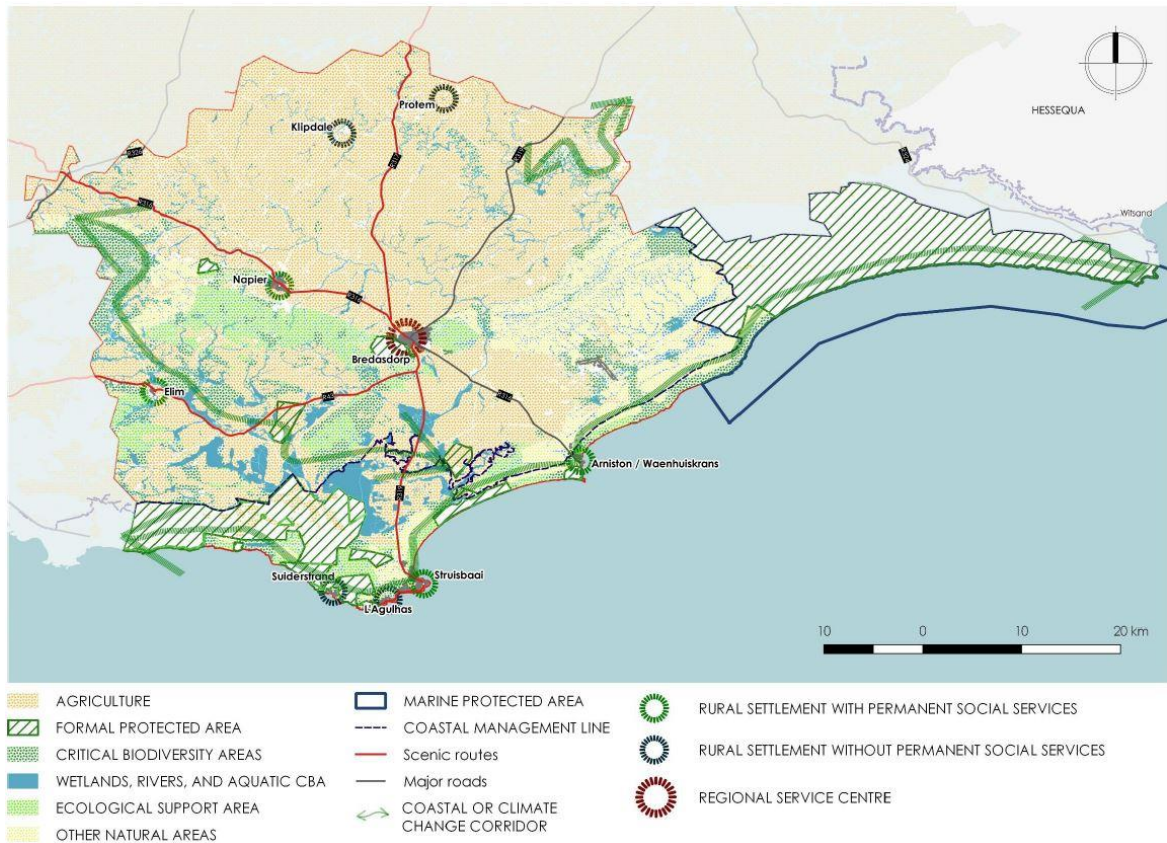 HESSEQUA
Protem
Klipdale
Witsand
Napier
Bredasdorp
Elim
Arniston / Waenhuiskrans
Suiderstrand
Struisbaai
L'Agulhas
10 0 10 20 km
AGRICULTURE
FORMAL PROTECTED AREA
CRITICAL BIODIVERSITY AREAS
WETLANDS, RIVERS, AND AQUATIC CBA
ECOLOGICAL SUPPORT AREA
OTHER NATURAL AREAS
MARINE PROTECTED AREA
COASTAL MANAGEMENT LINE
Scenic routes
Major roads
COASTAL OR CLIMATE
CHANGE CORRIDOR
RURAL SETTLEMENT WITH PERMANENT SOCIAL SERVICES
RURAL SETTLEMENT WITHOUT PERMANENT SOCIAL SERVICES
REGIONAL SERVICE CENTRE